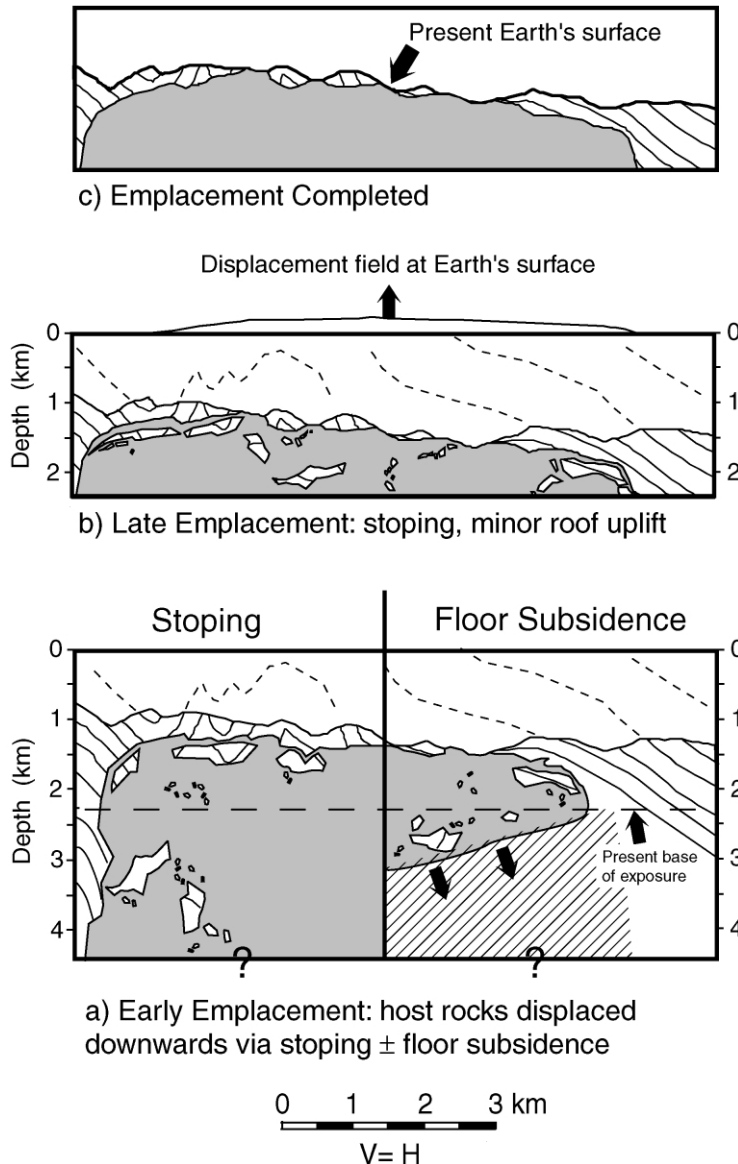 Present Earth's surface
c) Emplacement Completed
Displacement field at Earth's surface
0
1
2
Depth (km)
0
1
2
b) Late Emplacement: stoping, minor roof uplift
Stoping
Floor Subsidence
0
1
2
3
4
Depth (km)
0
1
2
3
4
Present base
of exposure
?
?
a) Early Emplacement: host rocks displaced
downwards via stoping ± floor subsidence
0 1 2 3 km
V= H